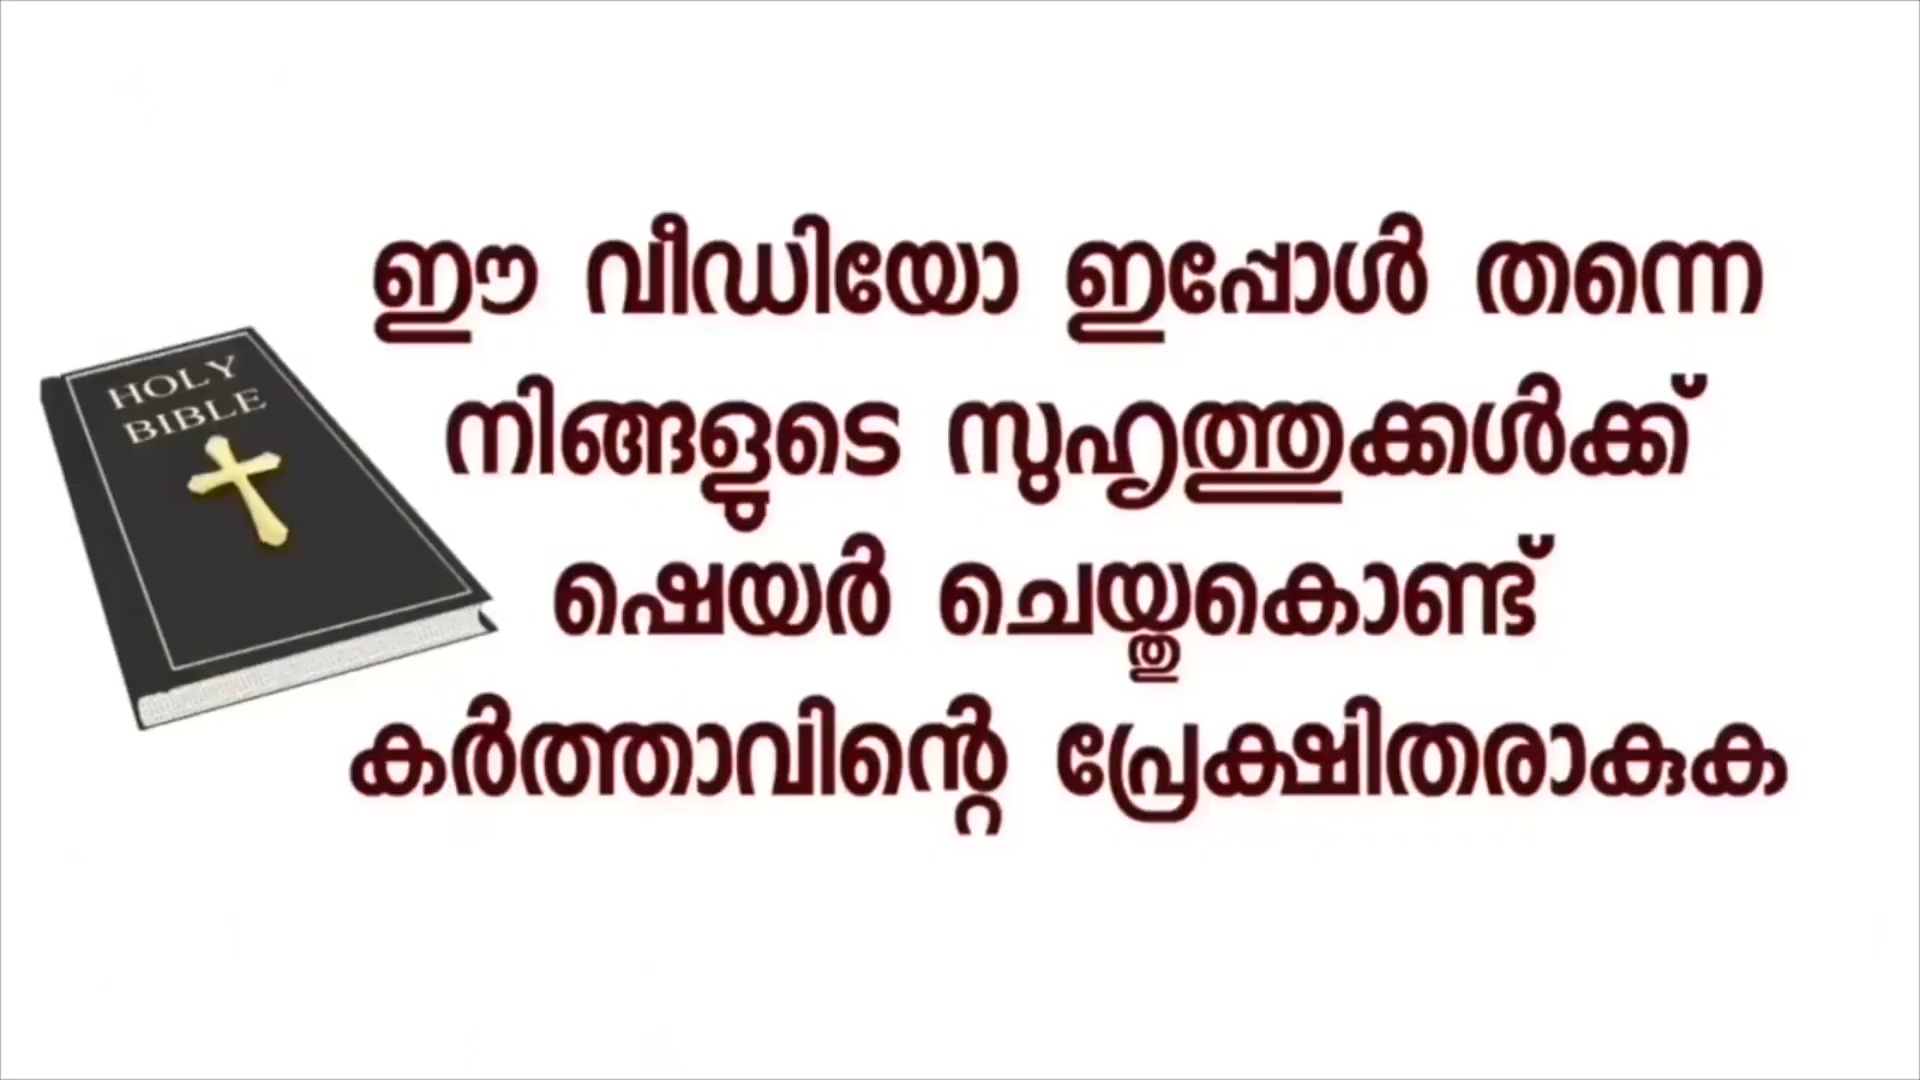 ഈ വീഡിയോ ഇപ്പോൾ തന്നെ
നിങ്ങളുടെ സുഹൃത്തുക്കൾക്ക്
ഷെയർ ചെയ്തുകൊണ്ട്
കർത്താവിന്റെ പ്രേക്ഷിതരാകുക
HOLY
BIBLE